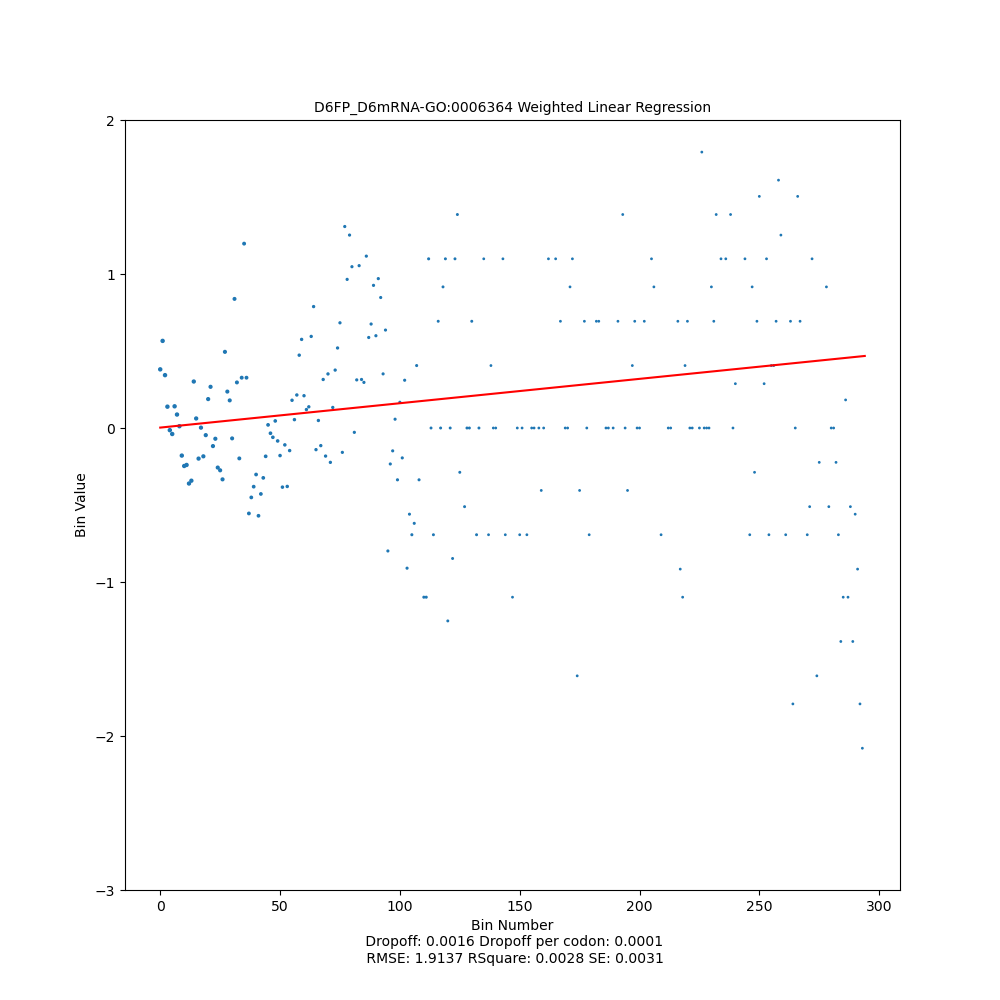 D6FP_D6mRNA-GO:0006364 Weighted Linear Regression
2
1
0
−1
−2
−3
Bin Value
0 50 100 150 200 250 300
Bin Number
Dropoff: 0.0016 Dropoff per codon: 0.0001
RMSE: 1.9137 RSquare: 0.0028 SE: 0.0031